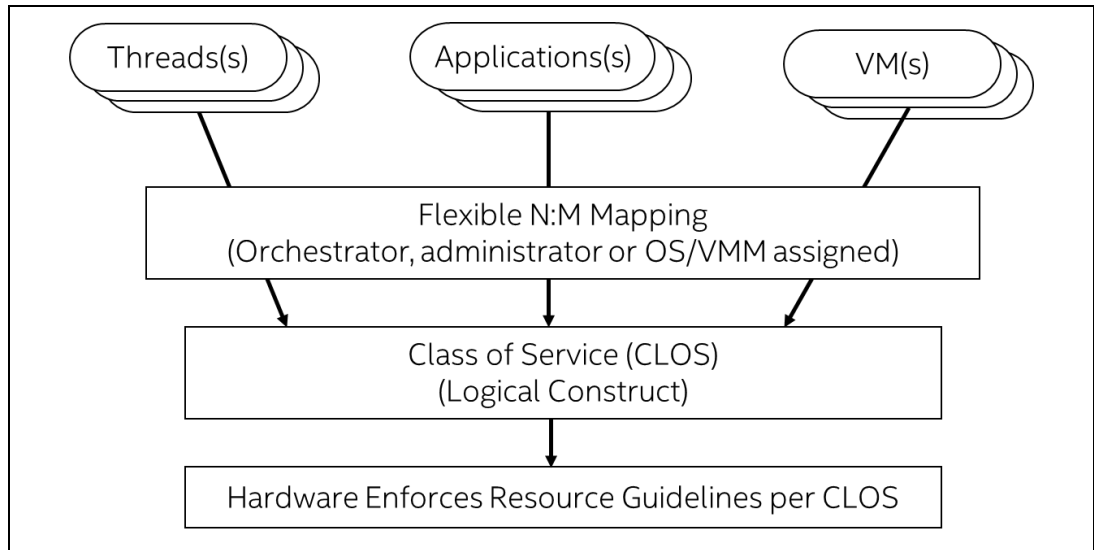 Threads(s)
Applications(s)
VM(s)
Flexible N:M Mapping
(Orchestrator, administrator or OS/VMM assigned)
Class of Service (CLOS)
(Logical Construct)
Hardware Enforces Resource Guidelines per CLOS